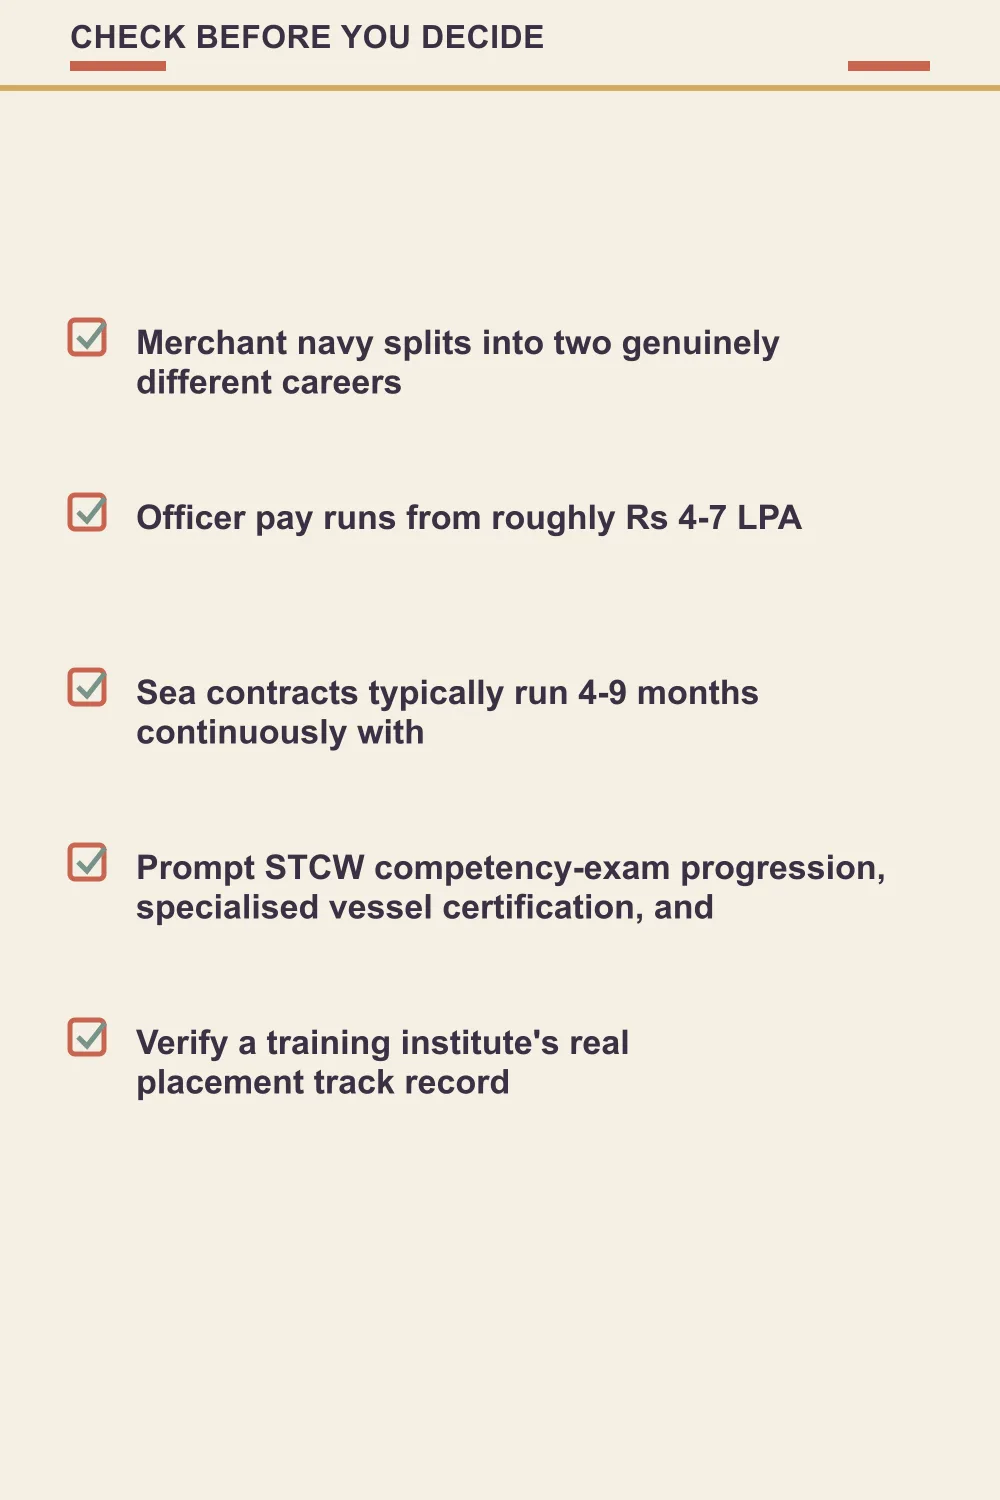 CHECK BEFORE YOU DECIDE
Merchant navy splits into two genuinely
different careers
Officer pay runs from roughly Rs 4-7 LPA
Sea contracts typically run 4-9 months
continuously with
Prompt STCW competency-exam progression,
specialised vessel certification, and
Verify a training institute's real
placement track record